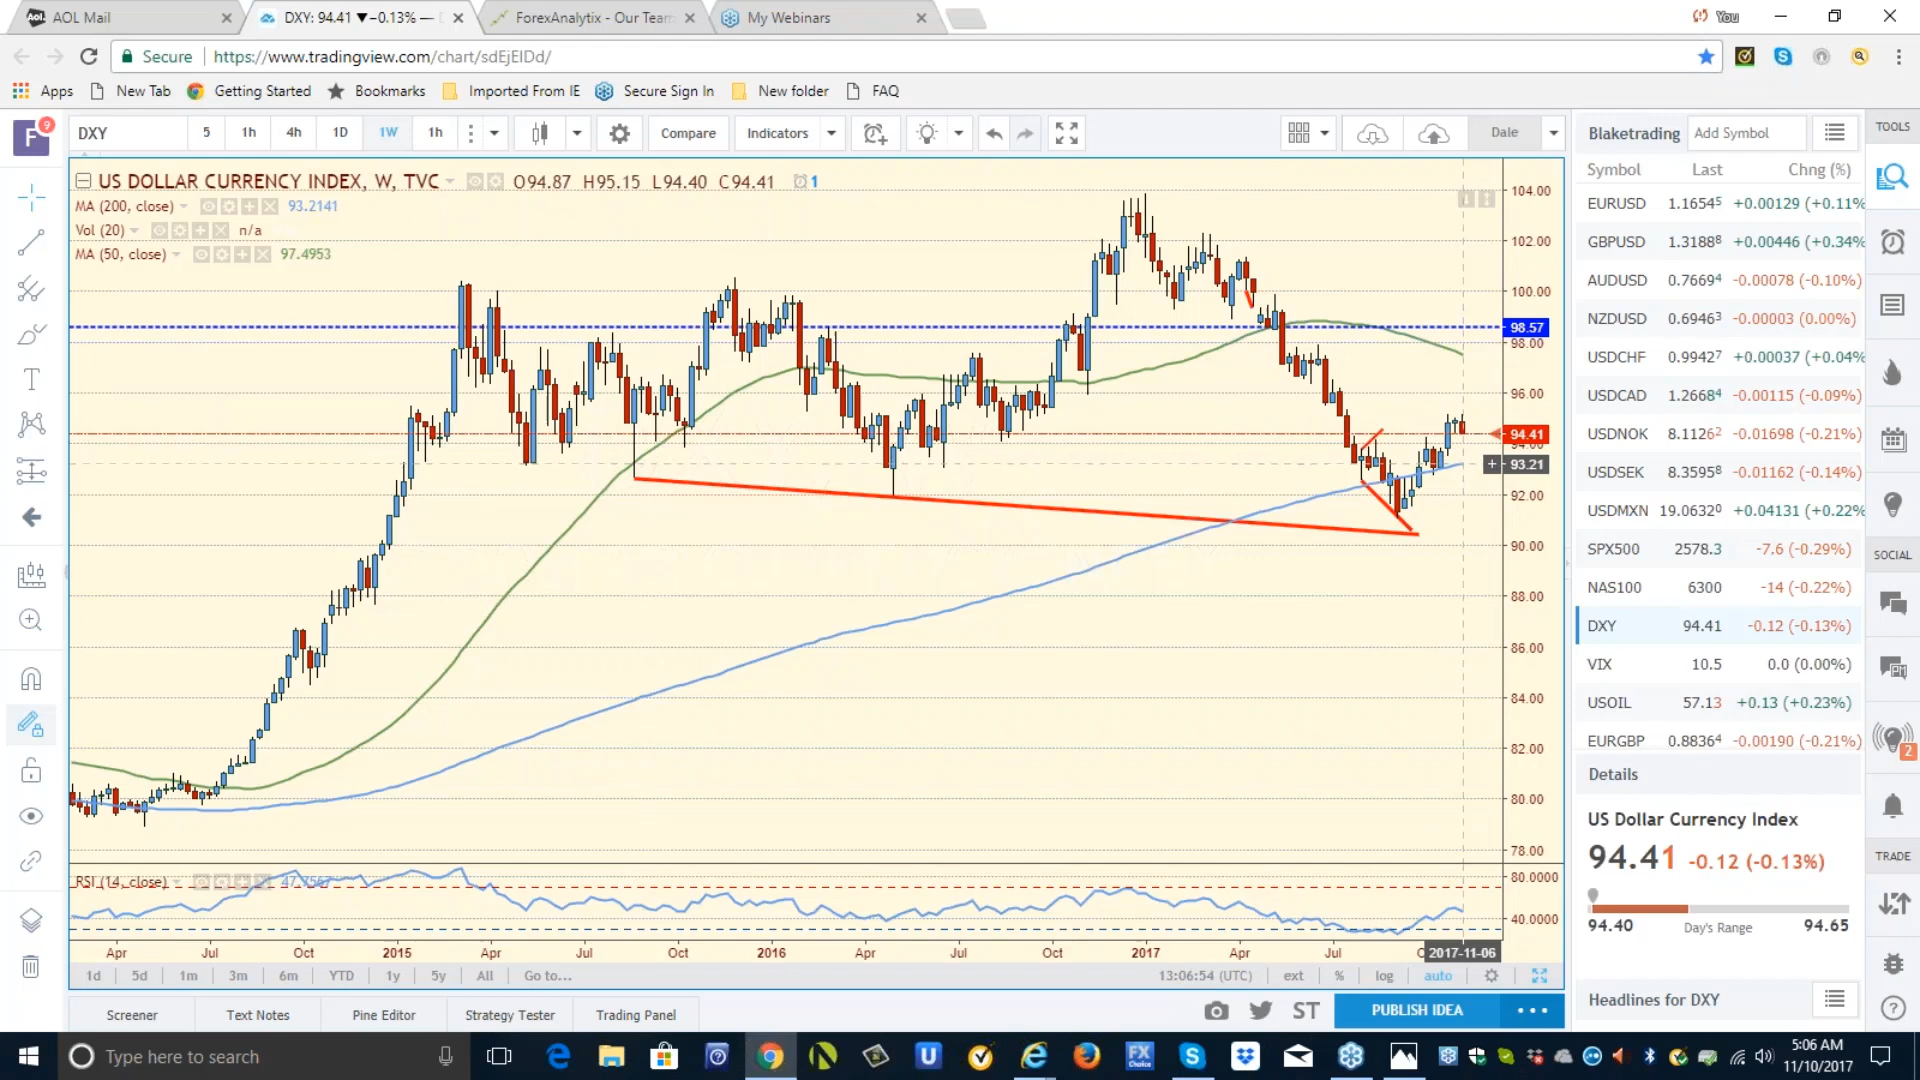 AOL Mail
DXY: 94.41 ▼−0.13% —
ForexAnalytix - Our Team
My Webinars
You
Secure
https://www.tradingview.com/chart/sdEjEIDd/
Apps
New Tab
Getting Started
Bookmarks
Imported From IE
Secure Sign In
New folder
FAQ
F 9
DXY 5 1h 4h 1D 1W 1h Compare Indicators Dale
US DOLLAR CURRENCY INDEX, W, TVC O94.87 H95.15 L94.40 C94.41 1
MA (200, close) 93.2141
Vol (20) n/a
MA (50, close) 97.4953
104.00
102.00
100.00
98.57
98.00
96.00
94.41
94.00
93.21
92.00
90.00
88.00
86.00
84.00
82.00
80.00
78.00
RSI (14, close) 47.7567
80.0000
40.0000
Apr Jul Oct 2015 Apr Jul Oct 2016 Apr Jul Oct 2017 Apr Jul 2017-11-06
1d 5d 1m 3m 6m YTD 1y 5y All Go to... 13:06:54 (UTC) ext % log auto
Screener Text Notes Pine Editor Strategy Tester Trading Panel ST PUBLISH IDEA
Blaketrading Add Symbol
Symbol Last Chng (%)
EURUSD 1.16545 +0.00129 (+0.11%
GBPUSD 1.31888 +0.00446 (+0.34%
AUDUSD 0.76694 -0.00078 (-0.10%)
NZDUSD 0.69463 -0.00003 (0.00%)
USDCHF 0.99427 +0.00037 (+0.04%
USDCAD 1.26684 -0.00115 (-0.09%)
USDNOK 8.11262 -0.01698 (-0.21%)
USDSEK 8.35958 -0.01162 (-0.14%)
USDMXN 19.06320 +0.04131 (+0.22%
SPX500 2578.3 -7.6 (-0.29%)
NAS100 6300 -14 (-0.22%)
DXY 94.41 -0.12 (-0.13%)
VIX 10.5 0.0 (0.00%)
USOIL 57.13 +0.13 (+0.23%)
EURGBP 0.88364 -0.00190 (-0.21%)
Details
US Dollar Currency Index
94.41 -0.12 (-0.13%)
94.40 Day's Range 94.65
Headlines for DXY
TOOLS
SOCIAL
PM
2
TRADE
Type here to search
FX Choice
5:06 AM
11/10/2017